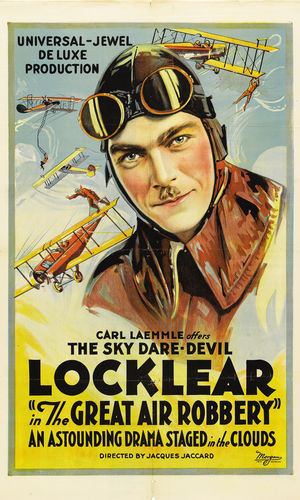 UNIVERSAL-JEWEL
DE LUXE
PRODUCTION
CARL LAEMMLE offers
THE SKY DARE-DEVIL
LOCKLEAR
"in The GREAT AIR ROBBERY"
AN ASTOUNDING DRAMA STAGED in the CLOUDS
DIRECTED BY JACQUES JACCARD
Morgan